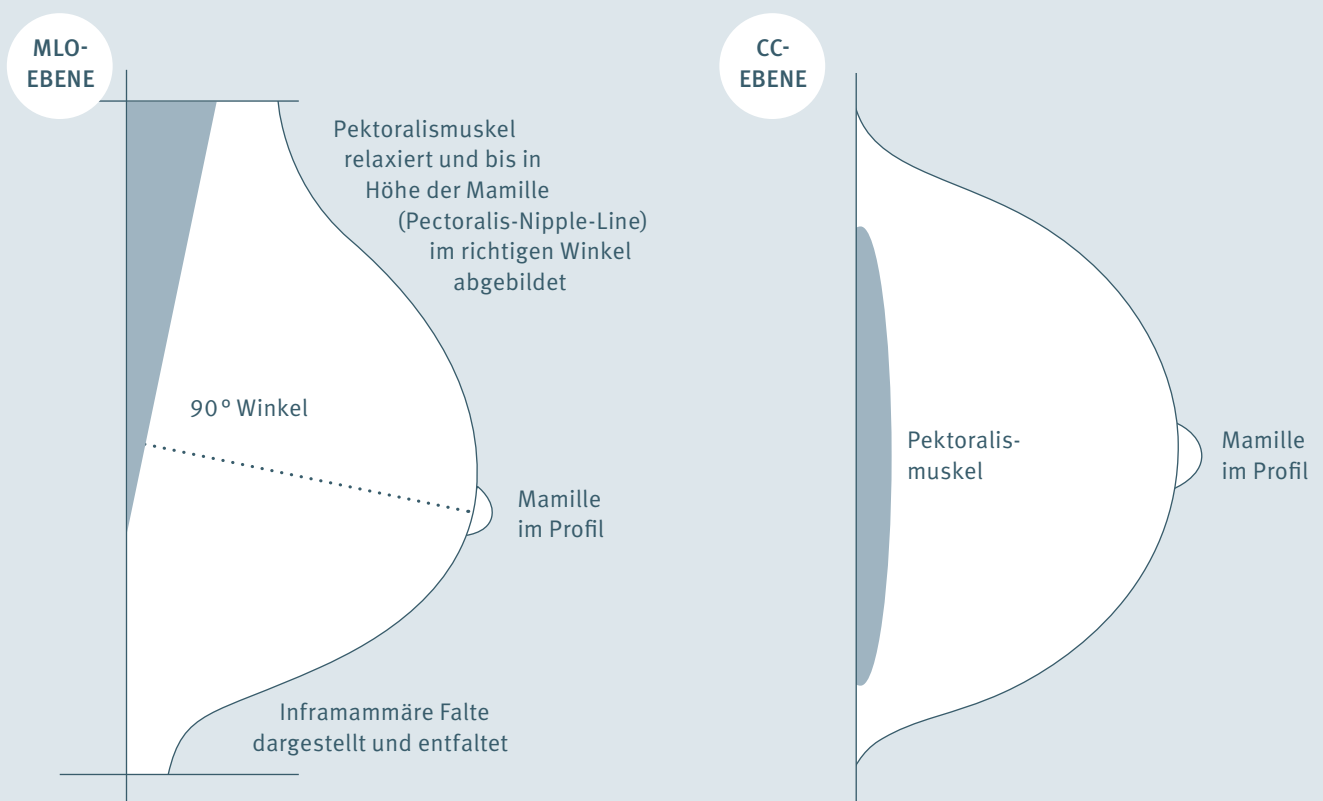 MLO-
EBENE
Pektoralismuskel
relaxiert und bis in
Höhe der Mamille
(Pectoralis-Nipple-Line)
im richtigen Winkel
abgebildet
90° Winkel
Mamille
im Profil
Inframammäre Falte
dargestellt und entfaltet
CC-
EBENE
Pektoralis-
muskel
Mamille
im Profil